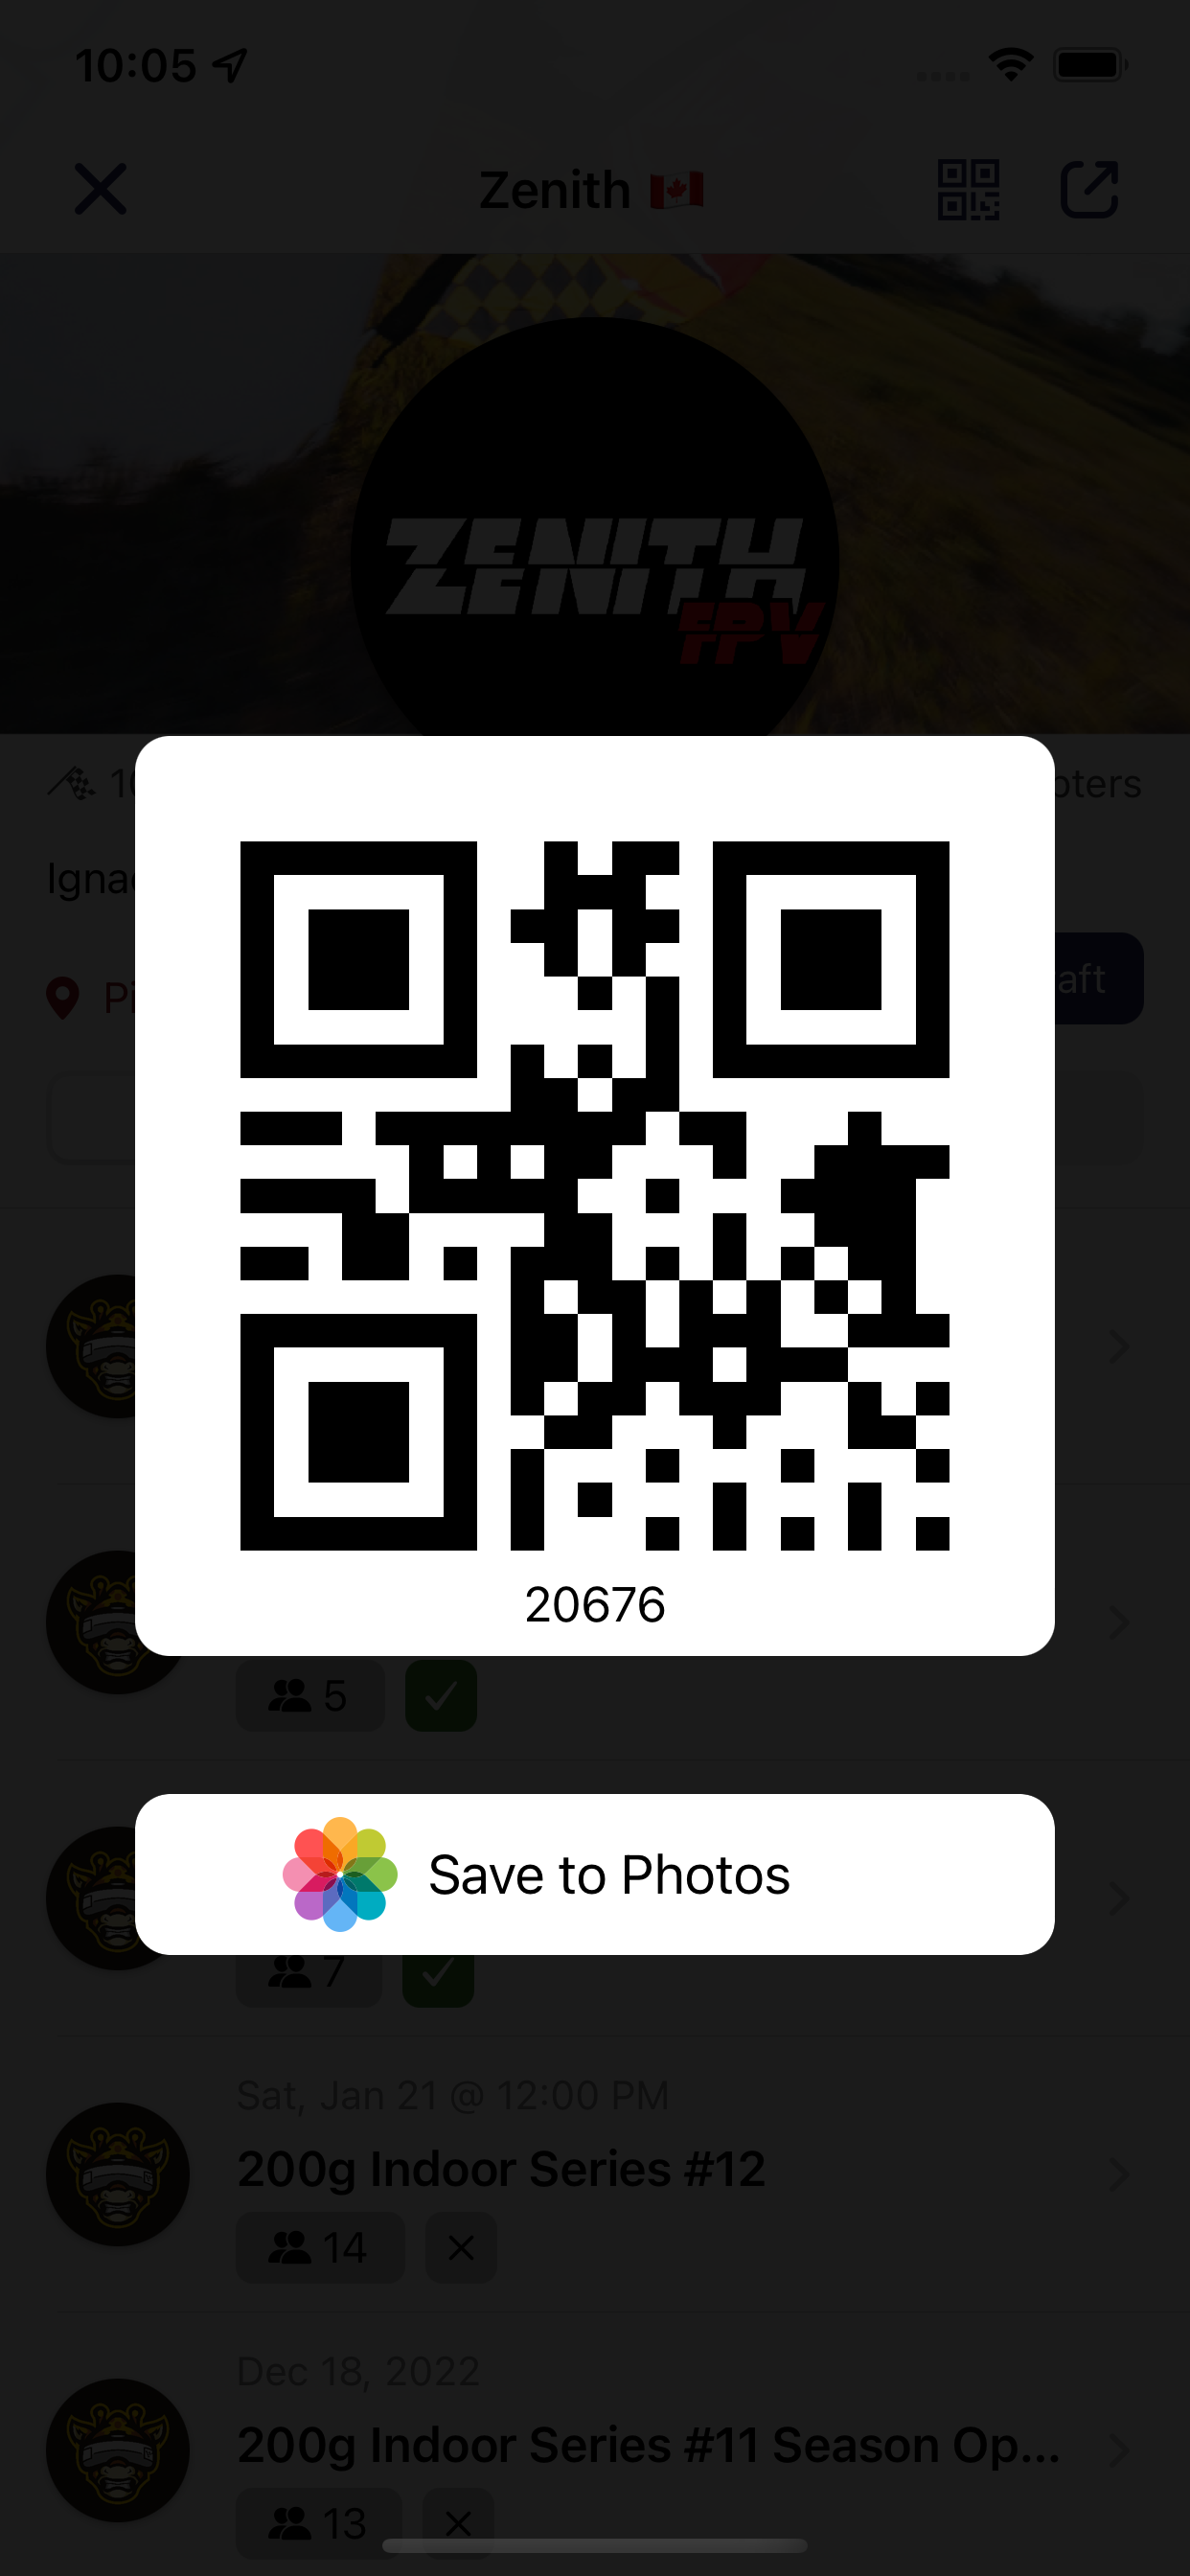 10:05
Zenith 🇨🇦
ZENITH
FPV
20676
5
Save to Photos
7
Sat, Jan 21 @ 12:00 PM
200g Indoor Series #12
14
Dec 18, 2022
200g Indoor Series #11 Season Op...
13